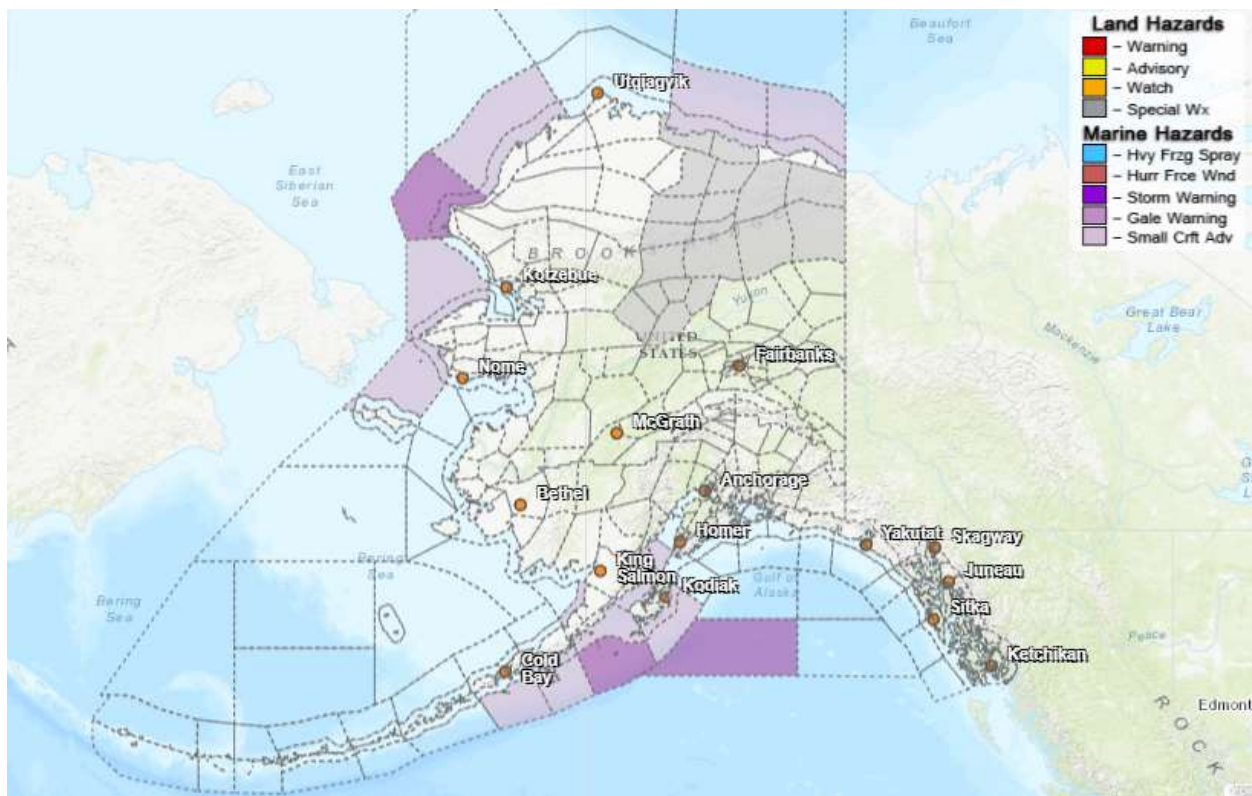 Beaufort
Sea
Land Hazards
– Warning
– Advisory
– Watch
– Special Wx
Marine Hazards
– Hvy Frzg Spray
– Hurr Frce Wnd
– Storm Warning
– Gale Warning
– Small Crft Adv
Utqiagvik
East
Siberian
Sea
BROOK
Kotzebue
Yukon
Great Bear
Lake
Mackenzie
UNITED
STATES
Fairbanks
Nome
McGrath
Anchorage
Bethel
Homer
Yakutat
Skagway
King
Salmon
Juneau
Bering
Sea
Kodiak
Gulf of
Alaska
Bering
Sea
Sitka
Peace
Ketchikan
Cold
Bay
Edmont
ROCK